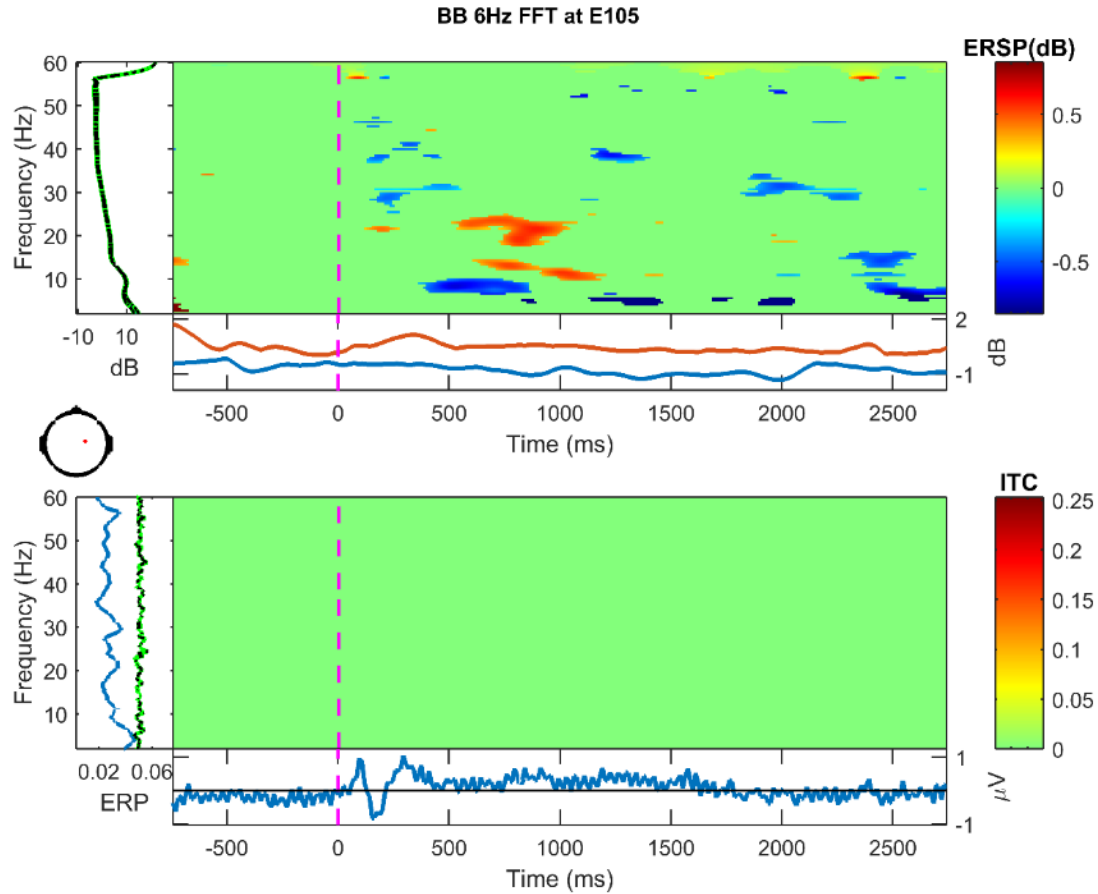 BB 6Hz FFT at E105
ERSP(dB)
60
50
40
30
20
10
Frequency (Hz)
0.5
0
-0.5
-10 10
dB
2
-1
dB
-500 0 500 1000 1500 2000 2500
Time (ms)
ITC
60
50
40
30
20
10
Frequency (Hz)
0.25
0.2
0.15
0.1
0.05
0
0.02 0.06
ERP
1
-1
μV
-500 0 500 1000 1500 2000 2500
Time (ms)